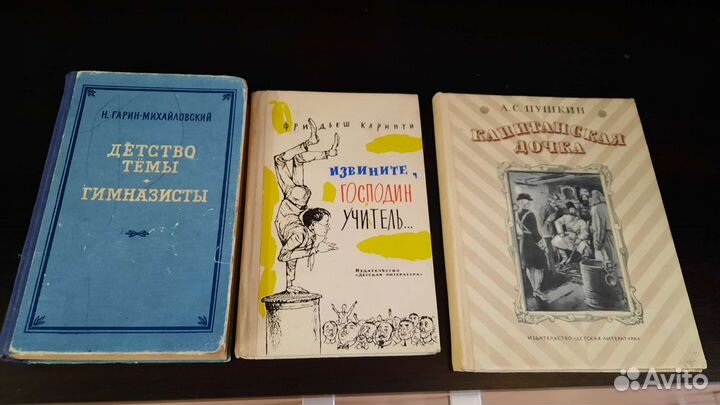 Н. ГАРИН-МИХАЙЛОВСКИЙ
ДЕТСТВО
ТЁМЫ
ГИМНАЗИСТЫ
ФРИДЬЕШ КАРИНТИ
ИЗВИНИТЕ,
ГОСПОДИН
УЧИТЕЛЬ...
ИЗДАТЕЛЬСТВО
«ДЕТСКАЯ ЛИТЕРАТУРА»
А.С. ПУШКИН
КАПИТАНСКАЯ
ДОЧКА
ИЗДАТЕЛЬСТВО «ДЕТСКАЯ ЛИТЕРАТУРА»
Avito